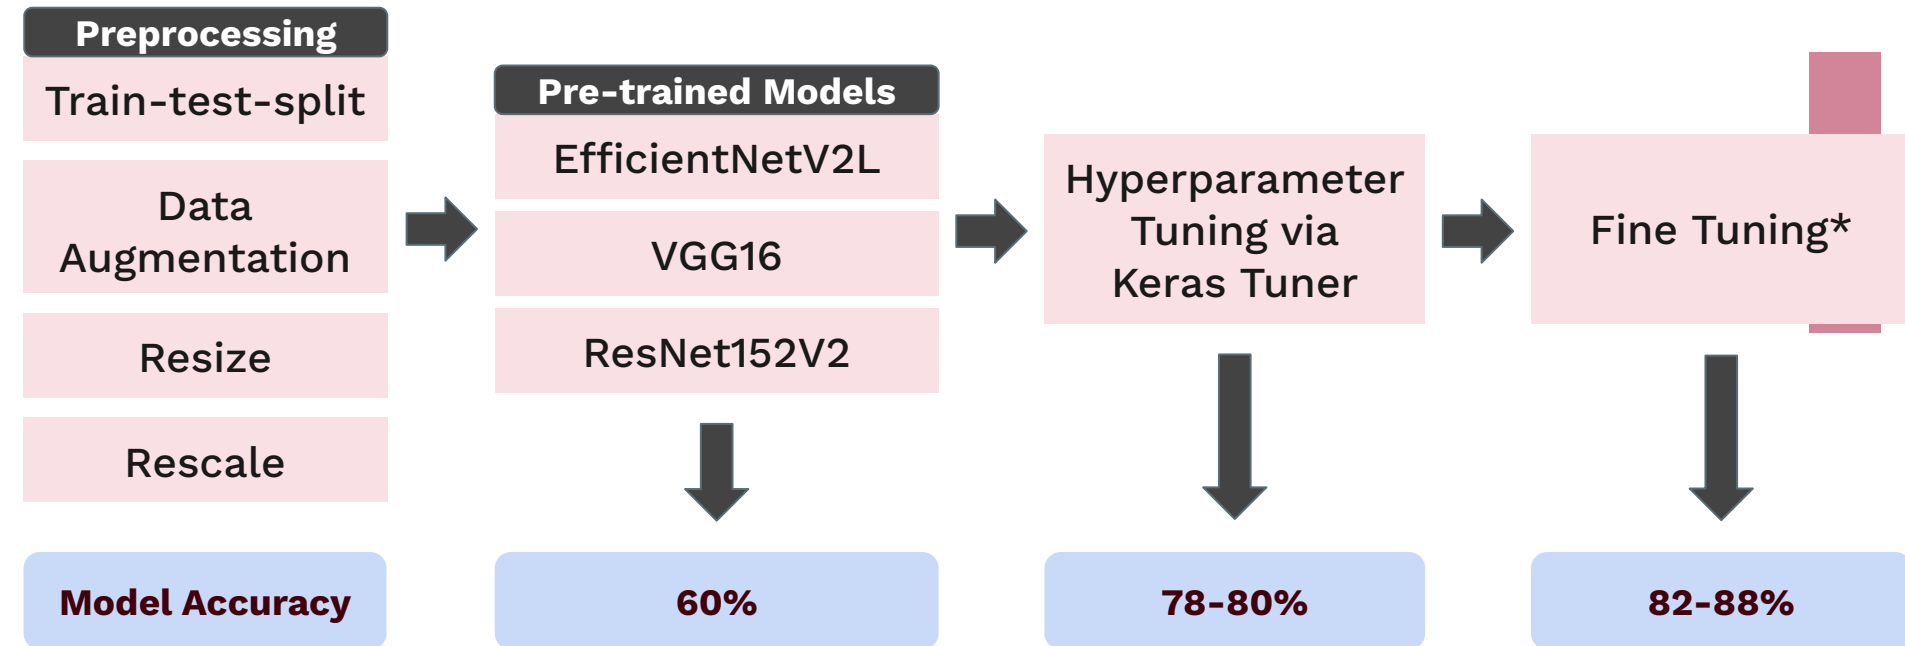 Preprocessing
Train-test-split
Data
Augmentation
Resize
Rescale
Pre-trained Models
EfficientNetV2L
VGG16
ResNet152V2
Hyperparameter
Tuning via
Keras Tuner
Fine Tuning*
Model Accuracy
60%
78-80%
82-88%